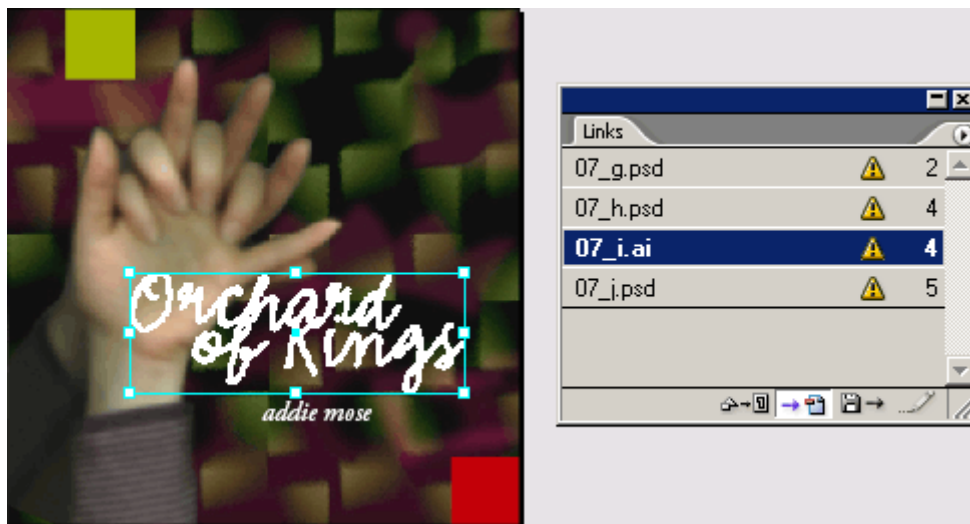 Orchard
of Kings
addie mose
Links
07_g.psd 2
07_h.psd 4
07_i.ai 4
07_j.psd 5